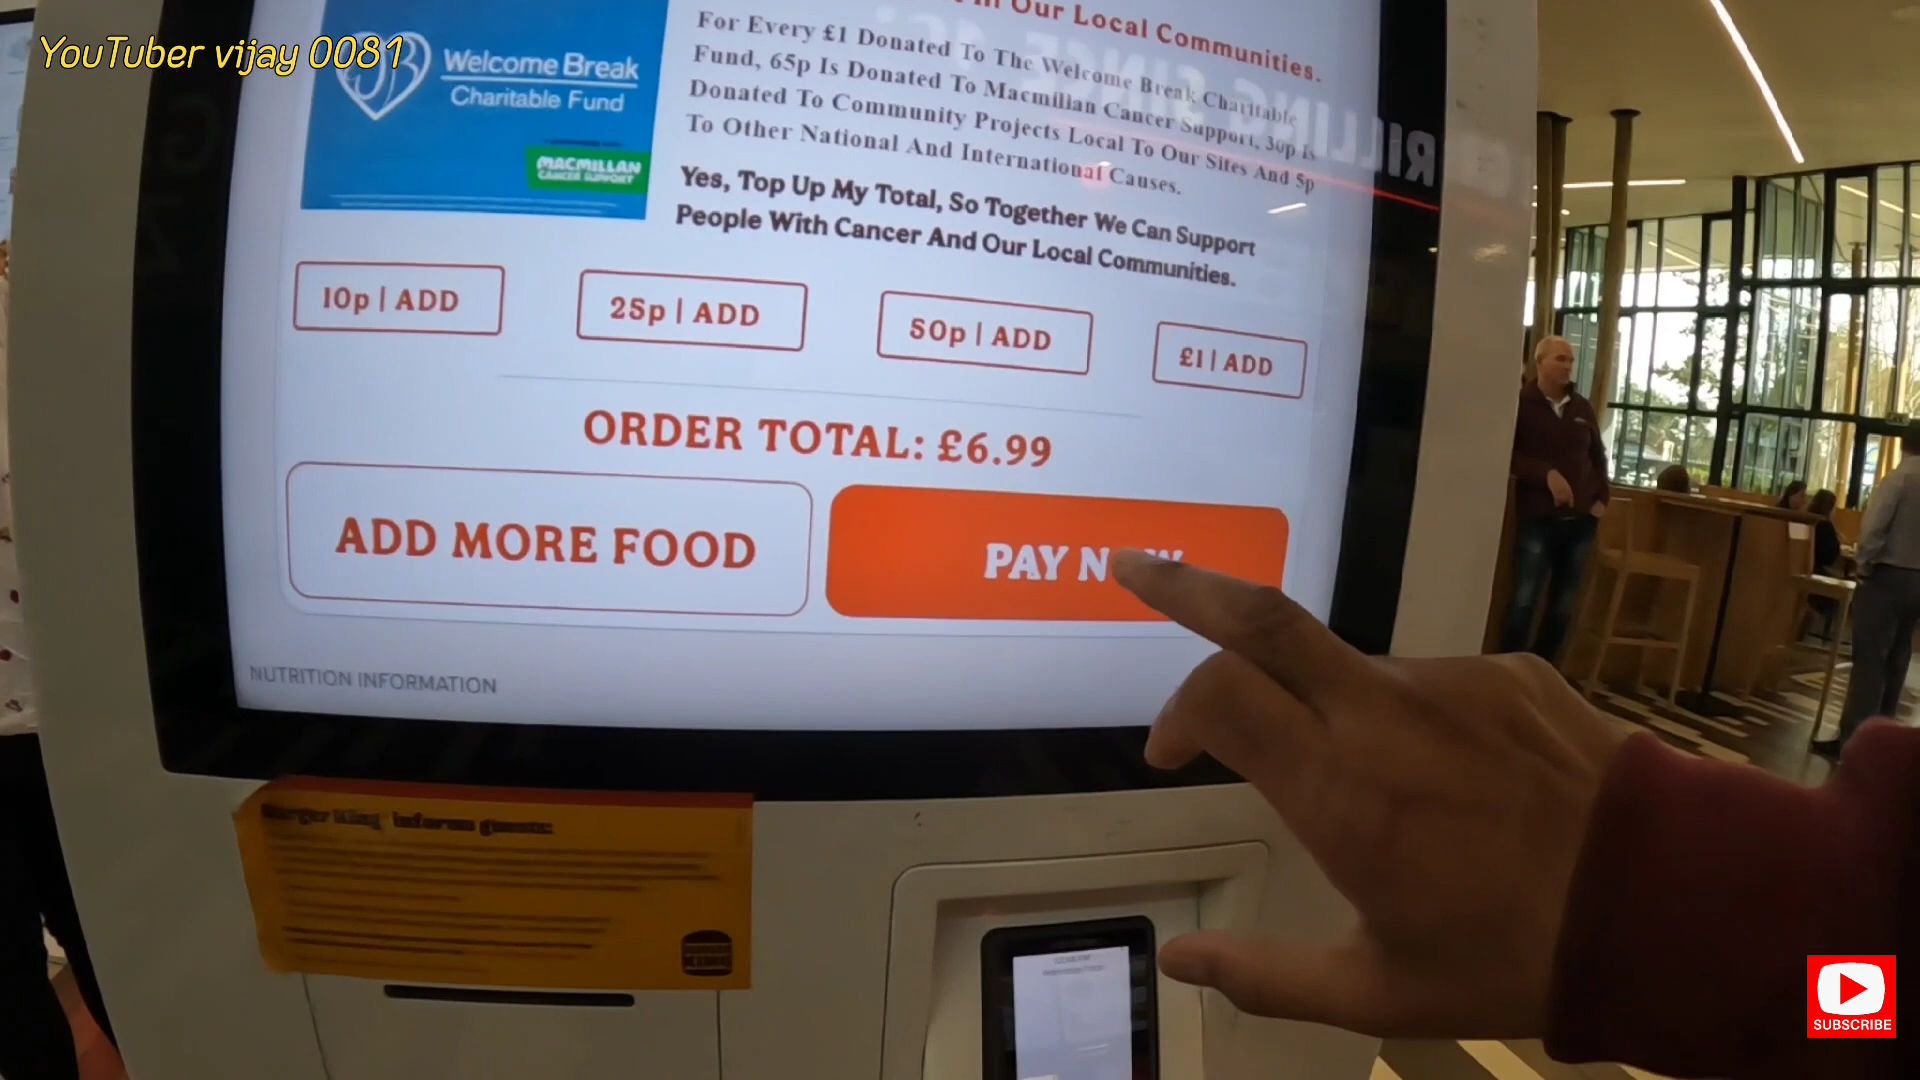 YouTuber vijay 0081
Our Local Communities.
For Every £1 Donated To The Welcome Break Charitable
Fund, 65p Is Donated To Macmillan Cancer Support, 30p Is
Donated To Community Projects Local To Our Sites And 5p
To Other National And International Causes.
Welcome Break
Charitable Fund
MACMILLAN
CANCER SUPPORT
Yes, Top Up My Total, So Together We Can Support
People With Cancer And Our Local Communities.
10p | ADD
25p | ADD
50p | ADD
£1 | ADD
ORDER TOTAL: £6.99
ADD MORE FOOD
PAY
NUTRITION INFORMATION
Burger King informs guests:
SUBSCRIBE